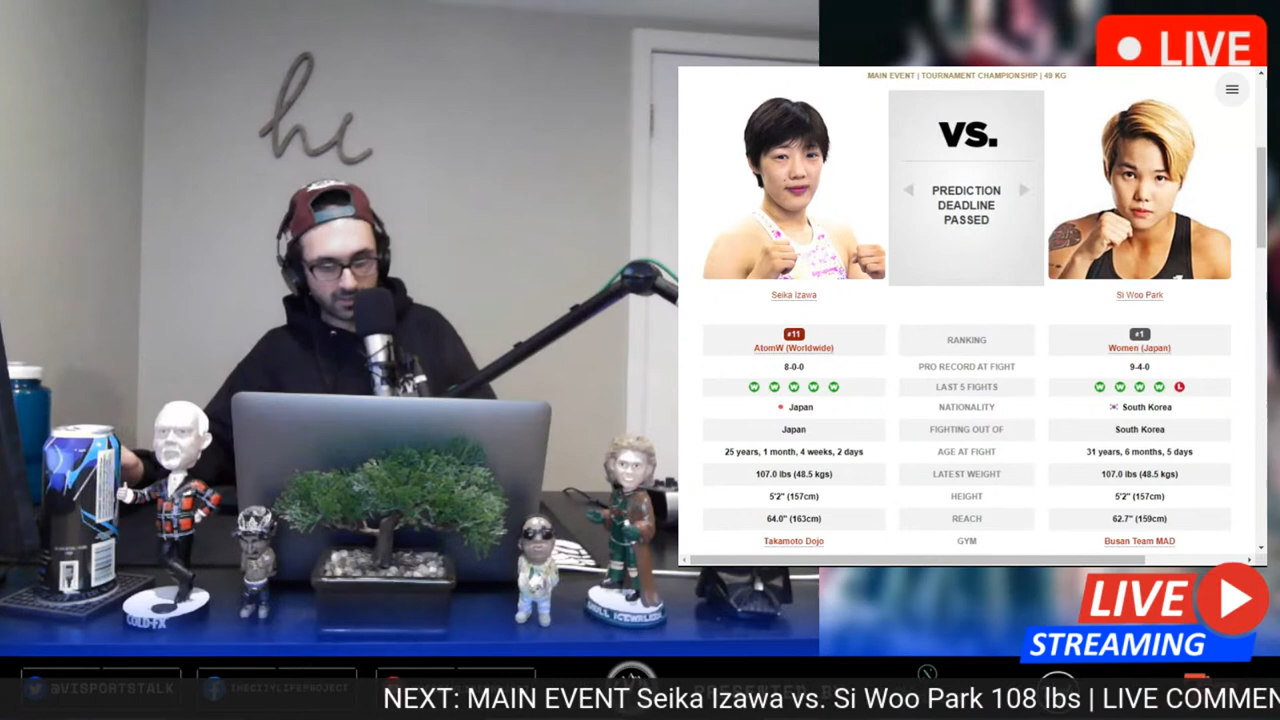 hi
LIVE
MAIN EVENT | TOURNAMENT CHAMPIONSHIP | 49 KG
VS.
PREDICTION
DEADLINE
PASSED
Seika Izawa
Si Woo Park
#11
AtomW (Worldwide)
RANKING
#1
Women (Japan)
8-0-0
PRO RECORD AT FIGHT
9-4-0
W W W W W
LAST 5 FIGHTS
W W W W L
Japan
NATIONALITY
South Korea
Japan
FIGHTING OUT OF
South Korea
25 years, 1 month, 4 weeks, 2 days
AGE AT FIGHT
31 years, 6 months, 5 days
107.0 lbs (48.5 kgs)
LATEST WEIGHT
107.0 lbs (48.5 kgs)
5'2" (157cm)
HEIGHT
5'2" (157cm)
64.0" (163cm)
REACH
62.7" (159cm)
Takamoto Dojo
GYM
Busan Team MAD
COLD-FX
LIVE
STREAMING
@VISPORTSTALK
THECITYLIFEPROJECT
NEXT: MAIN EVENT Seika Izawa vs. Si Woo Park 108 lbs | LIVE COMMEN